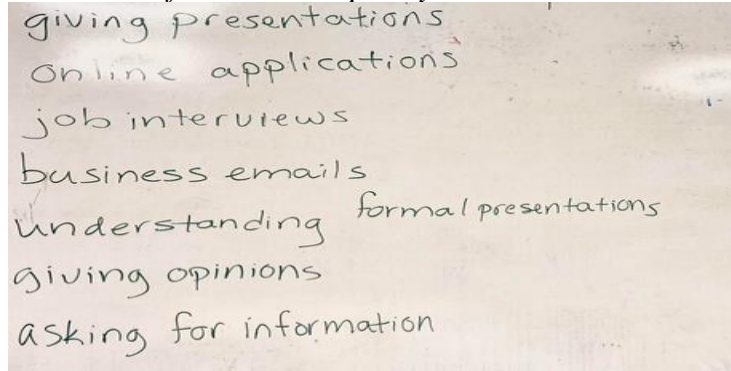 giving presentations
online applications
job interviews
business emails
understanding formal presentations
giving opinions
asking for information